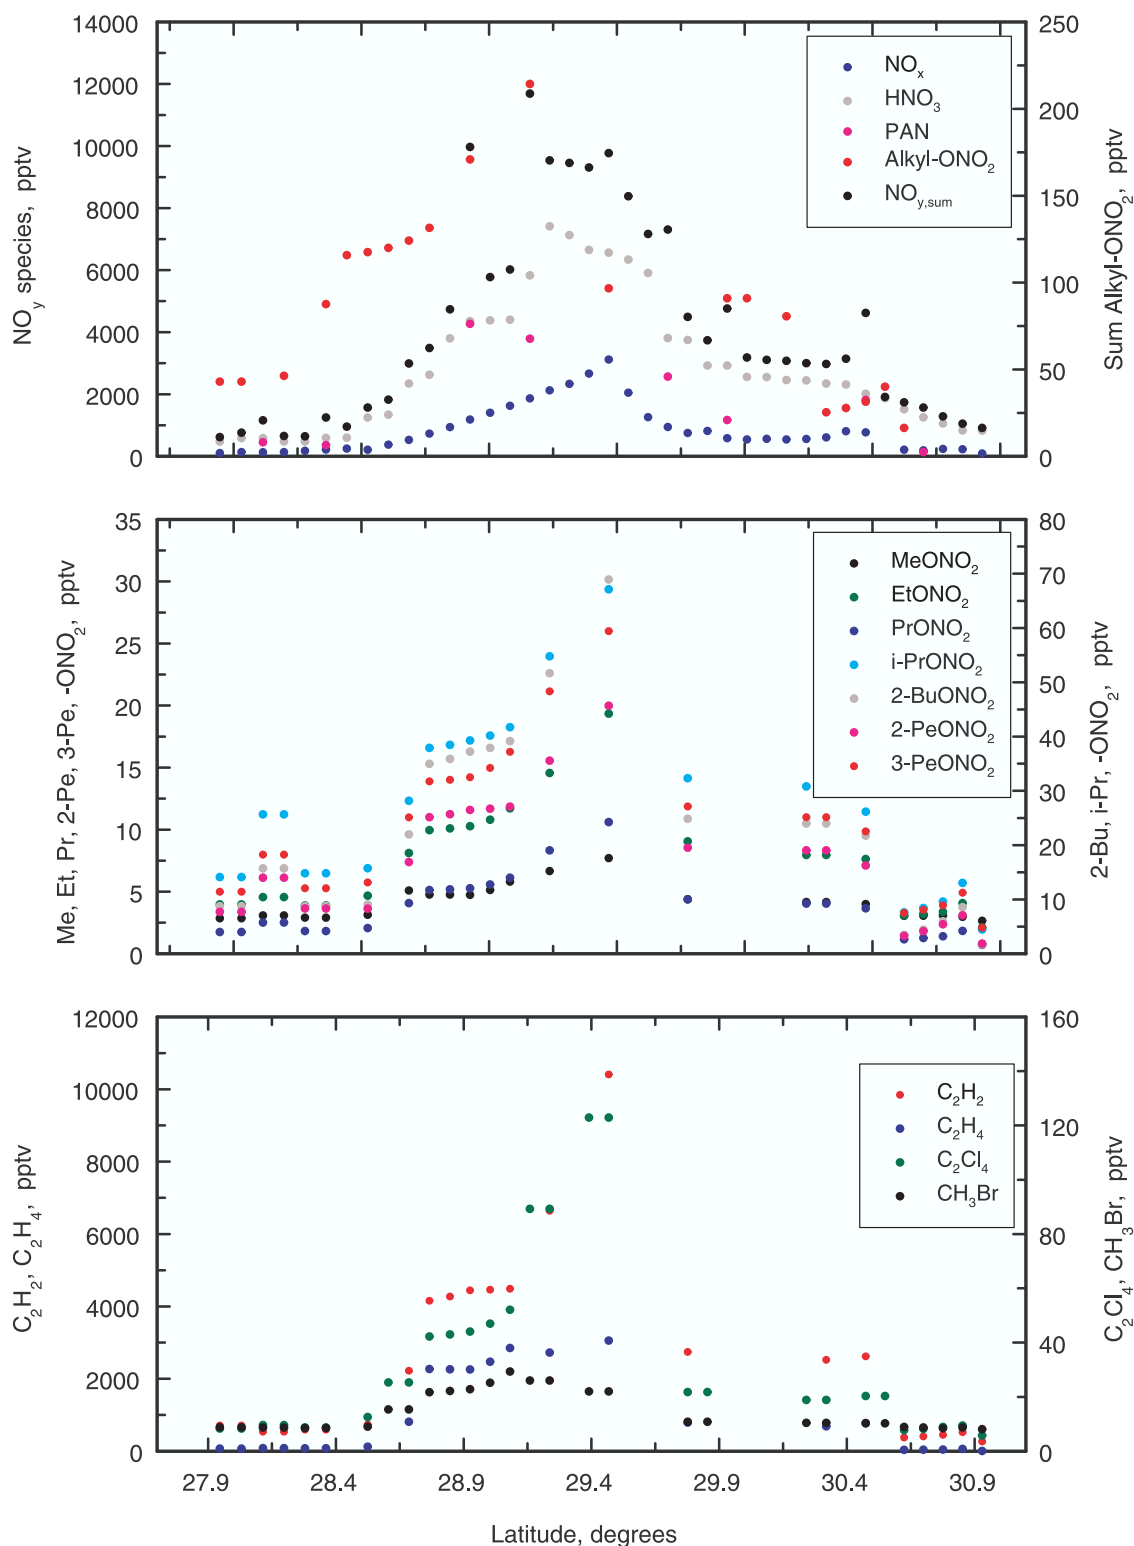 14000
12000
10000
8000
6000
4000
2000
0
NOy species, pptv
250
200
150
100
50
0
Sum Alkyl-ONO2, pptv
NOx
HNO3
PAN
Alkyl-ONO2
NOy,sum
35
30
25
20
15
10
5
0
Me, Et, Pr, 2-Pe, 3-Pe, -ONO2, pptv
80
70
60
50
40
30
20
10
0
2-Bu, i-Pr, -ONO2, pptv
MeONO2
EtONO2
PrONO2
i-PrONO2
2-BuONO2
2-PeONO2
3-PeONO2
12000
10000
8000
6000
4000
2000
0
C2H2, C2H4, pptv
160
120
80
40
0
C2Cl4, CH3Br, pptv
C2H2
C2H4
C2Cl4
CH3Br
27.9 28.4 28.9 29.4 29.9 30.4 30.9
Latitude, degrees